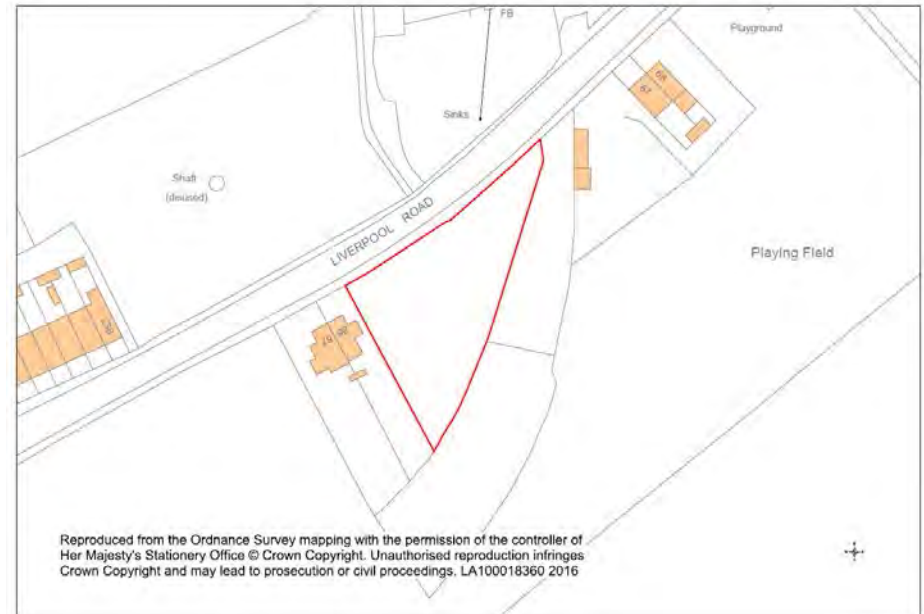 FB
Playground
68
67
Sinks
Shaft
(disused)
LIVERPOOL ROAD
Playing Field
Reproduced from the Ordnance Survey mapping with the permission of the controller of
Her Majesty's Stationery Office © Crown Copyright. Unauthorised reproduction infringes
Crown Copyright and may lead to prosecution or civil proceedings. LA100018360 2016